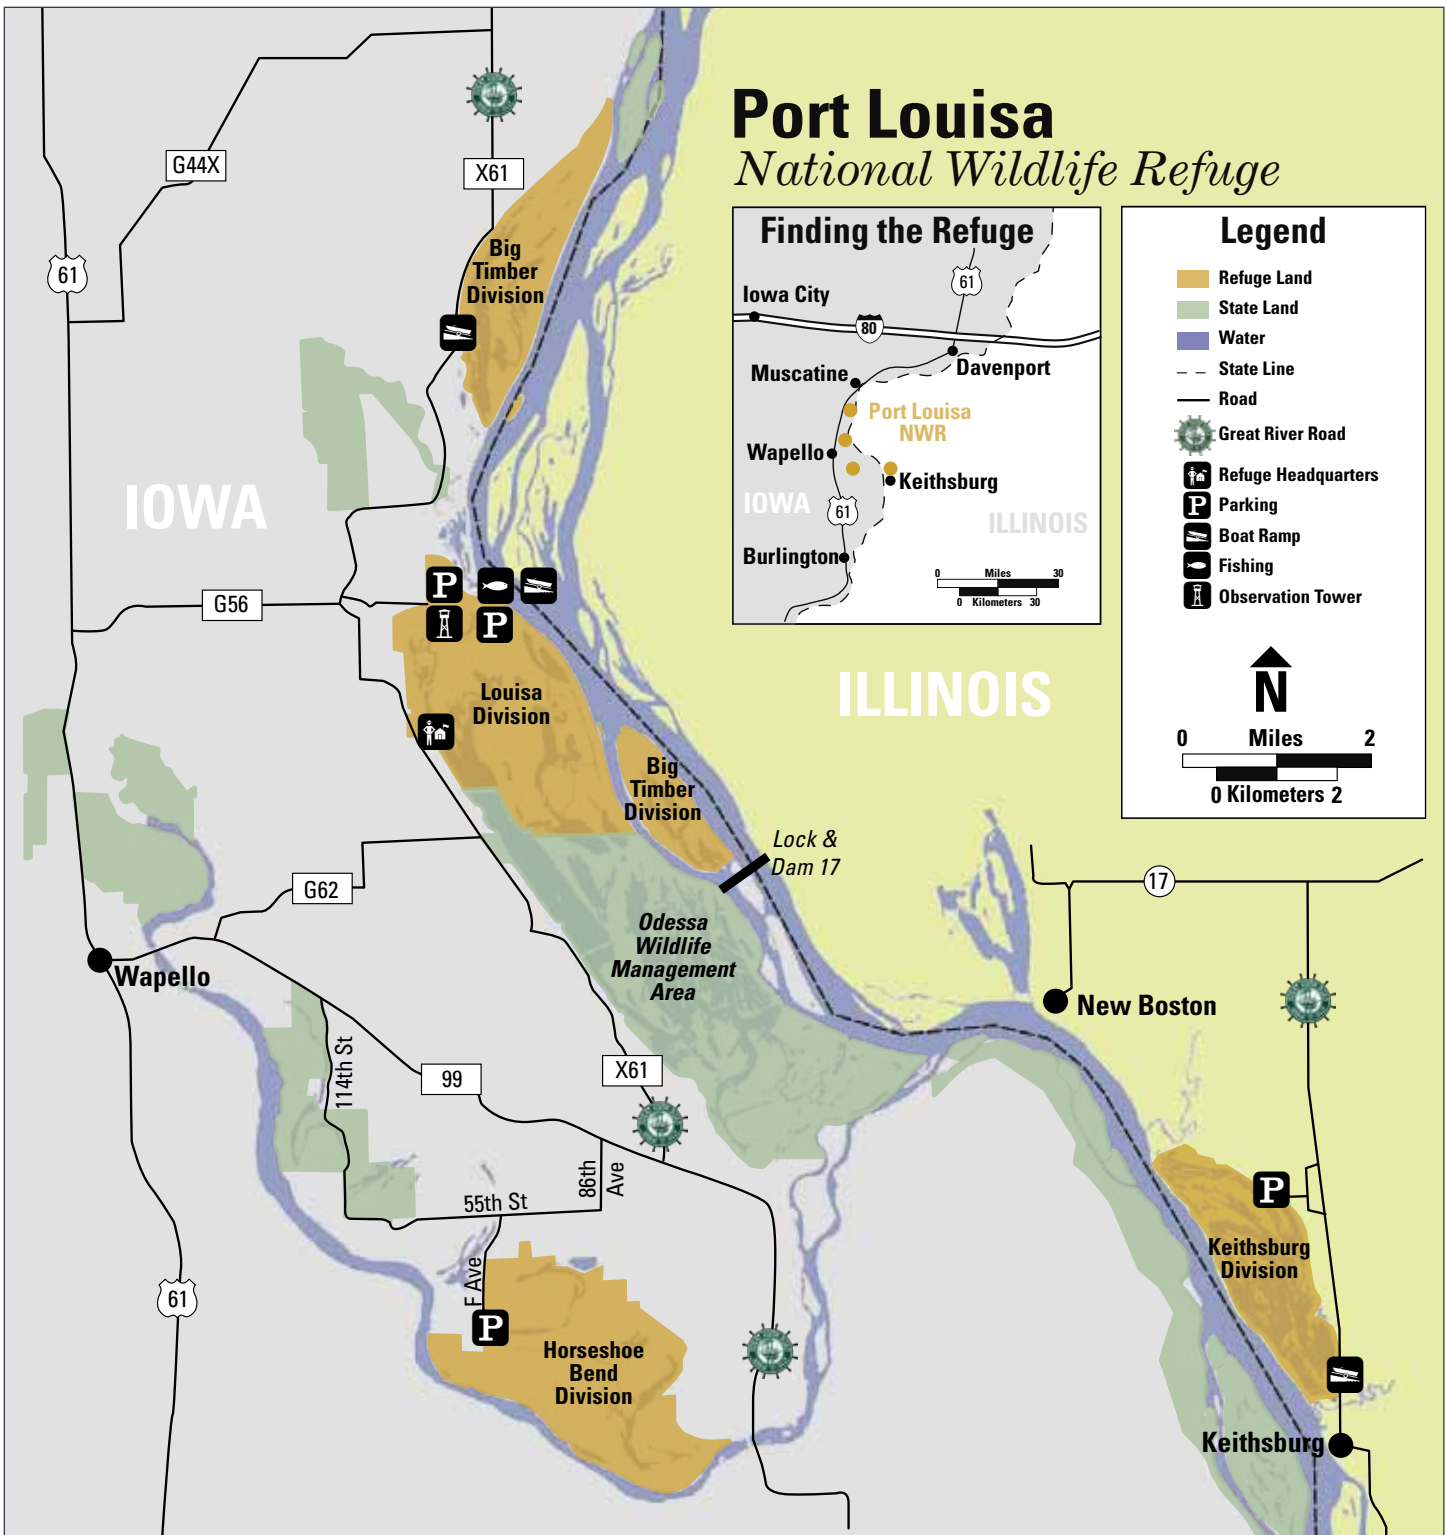 Port Louisa
National Wildlife Refuge
Finding the Refuge
61
Iowa City
80
Davenport
Muscatine
Port Louisa
NWR
Wapello
Keithsburg
IOWA
61
ILLINOIS
Burlington
0 Miles 30
0 Kilometers 30
Legend
Refuge Land
State Land
Water
State Line
Road
Great River Road
Refuge Headquarters
P Parking
Boat Ramp
Fishing
Observation Tower
N
0 Miles 2
0 Kilometers 2
G44X
X61
61
Big
Timber
Division
IOWA
P
G56
P
ILLINOIS
Louisa
Division
Big
Timber
Division
Lock &
Dam 17
17
G62
Odessa
Wildlife
Management
Area
Wapello
New Boston
114th St
99
X61
86th
Ave
55th St
P
Keithsburg
Division
F Ave
61
P
Horseshoe
Bend
Division
Keithsburg